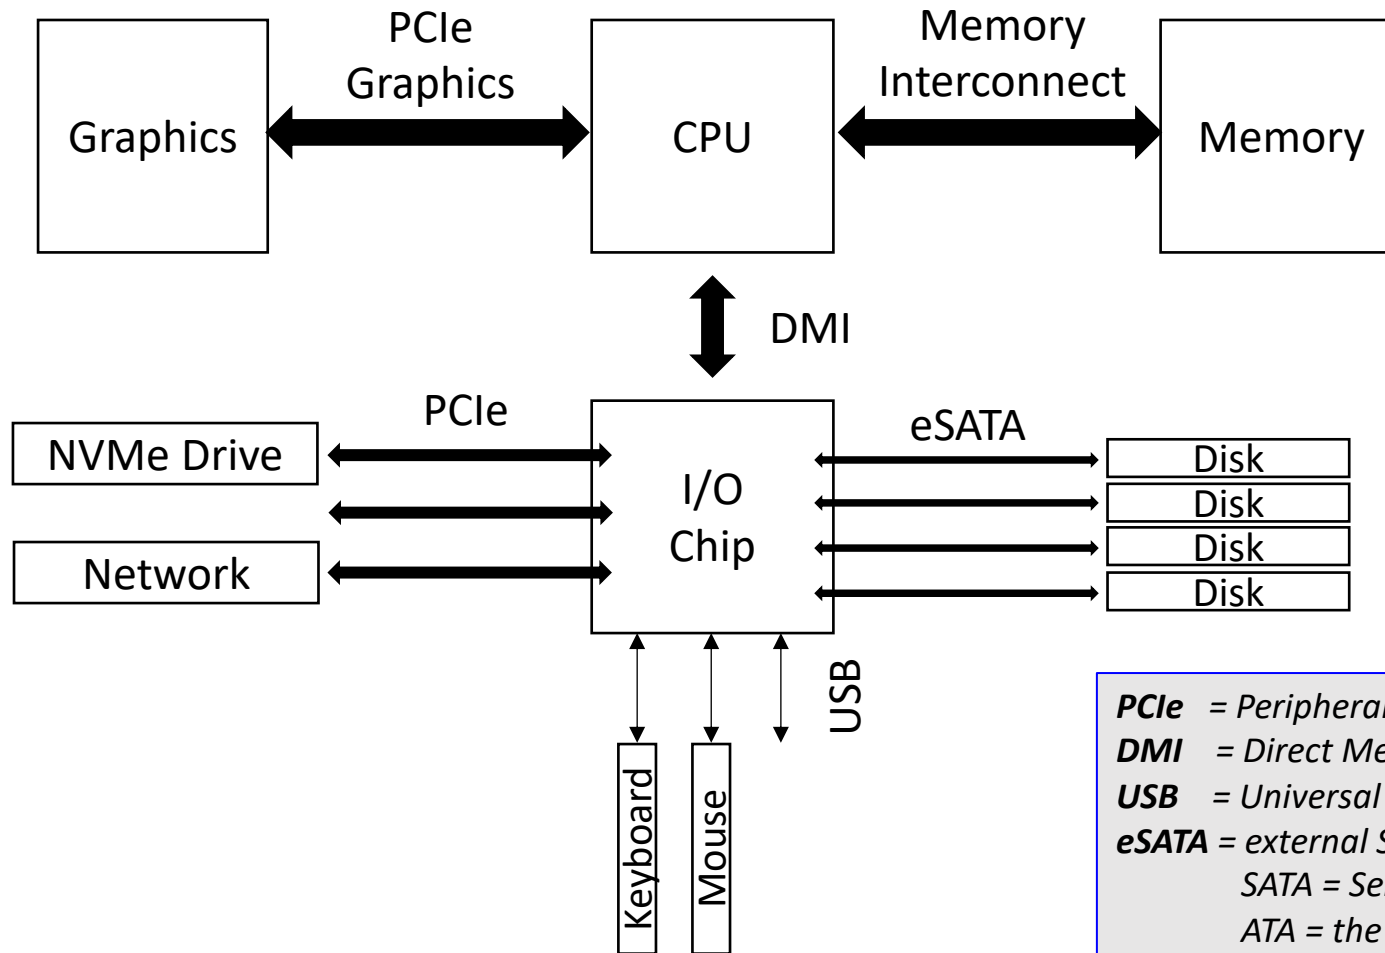 PCIe
Graphics
Memory
Interconnect
Graphics
CPU
Memory
DMI
PCIe
eSATA
NVMe Drive
Network
I/O
Chip
Disk
Disk
Disk
Disk
USB
Keyboard
Mouse
PCIe = Peripheral
DMI = Direct Me
USB = Universal
eSATA = external S
SATA = Se
ATA = the